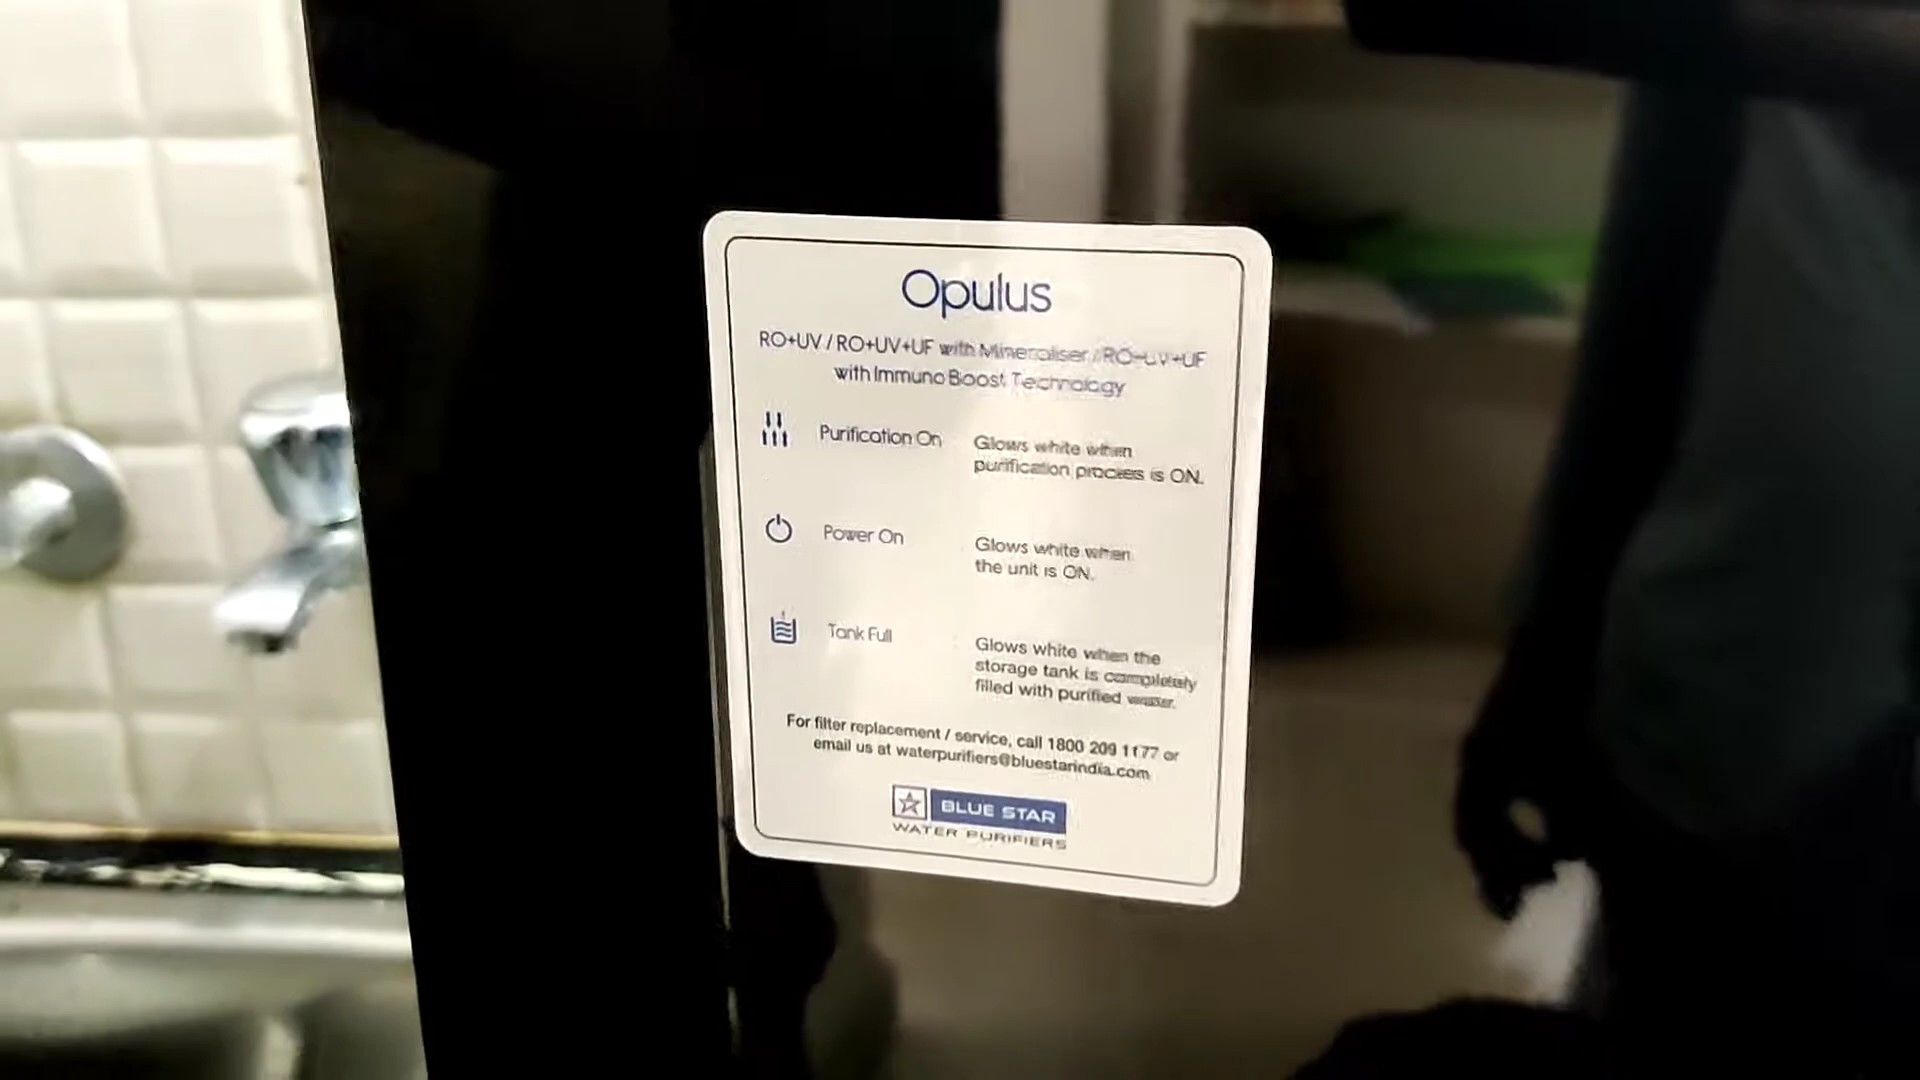 Opulus
RO+UV / RO+UV+UF with Mineraliser / RO+UV+UF
with Immuno Boost Technology
Purification On
Glows white when
purification process is ON.
Power On
Glows white when
the unit is ON.
Tank Full
Glows white when the
storage tank is completely
filled with purified water.
For filter replacement / service, call 1800 209 1177 or
email us at waterpurifiers@bluestarindia.com
BLUE STAR
WATER PURIFIERS